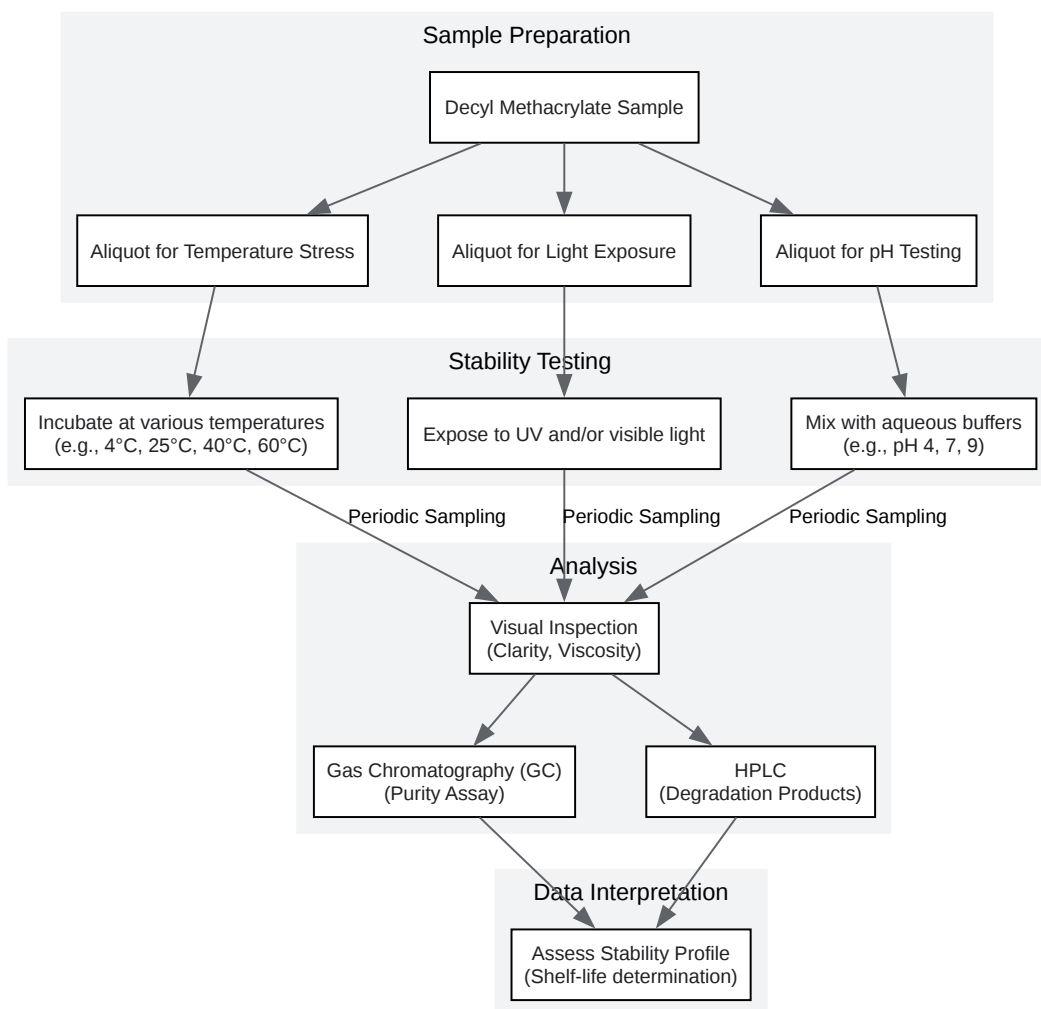 Sample Preparation
Decyl Methacrylate Sample
Aliquot for Temperature Stress
Aliquot for Light Exposure
Aliquot for pH Testing
Stability Testing
Incubate at various temperatures
(e.g., 4°C, 25°C, 40°C, 60°C)
Expose to UV and/or visible light
Mix with aqueous buffers
(e.g., pH 4, 7, 9)
Periodic Sampling
Periodic Sampling
Periodic Sampling
Analysis
Visual Inspection
(Clarity, Viscosity)
Gas Chromatography (GC)
(Purity Assay)
HPLC
(Degradation Products)
Data Interpretation
Assess Stability Profile
(Shelf-life determination)